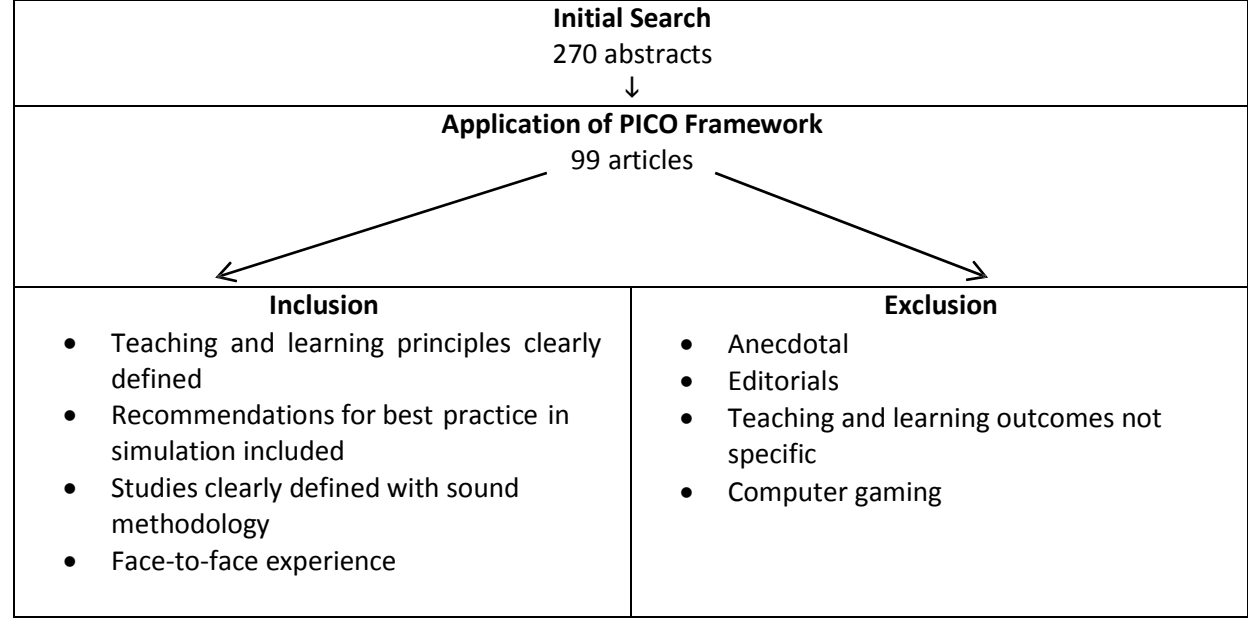 Initial Search
270 abstracts
↓
Application of PICO Framework
99 articles
Inclusion
• Teaching and learning principles clearly
defined
• Recommendations for best practice in
simulation included
• Studies clearly defined with sound
methodology
• Face-to-face experience
Exclusion
• Anecdotal
• Editorials
• Teaching and learning outcomes not
specific
• Computer gaming